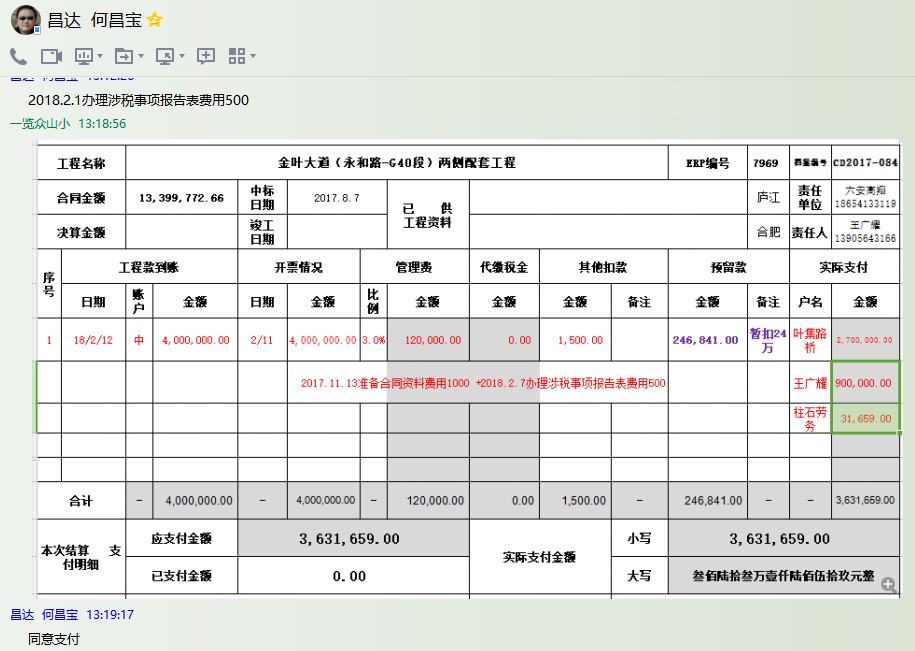 昌达 何昌宝
昌达 何昌宝 13:12:26
2018.2.1办理涉税事项报告表费用500
一览众山小 13:18:56
工程名称 金叶大道（永和路-G40段）两侧配套工程 ERP编号 7969 档案编号 CD2017-084
合同金额 13,399,772.66 中标日期 2017.8.7 已 供工程资料 庐江 责任单位 六安高翔 18654133119
决算金额 竣工日期 合肥 责任人 王广耀 13905643166
序号 工程款到账 开票情况 管理费 代缴税金 其他扣款 预留款 实际支付
日期 账户 金额 日期 金额 比例 金额 金额 金额 备注 金额 备注 户名 金额
1 18/2/12 中 4,000,000.00 2/11 4,000,000.00 3.0% 120,000.00 0.00 1,500.00 246,841.00 暂扣24万 叶集路桥 2,700,000.00
2017.11.13准备合同资料费用1000 +2018.2.7办理涉税事项报告表费用500 王广耀 900,000.00
柱石劳务 31,659.00
合计 - 4,000,000.00 - 4,000,000.00 - 120,000.00 0.00 1,500.00 - 246,841.00 - - 3,631,659.00
本次结算 支付明细 应支付金额 3,631,659.00 实际支付金额 小写 3,631,659.00
已支付金额 0.00 大写 叁佰陆拾叁万壹仟陆佰伍拾玖元整
昌达 何昌宝 13:19:17
同意支付